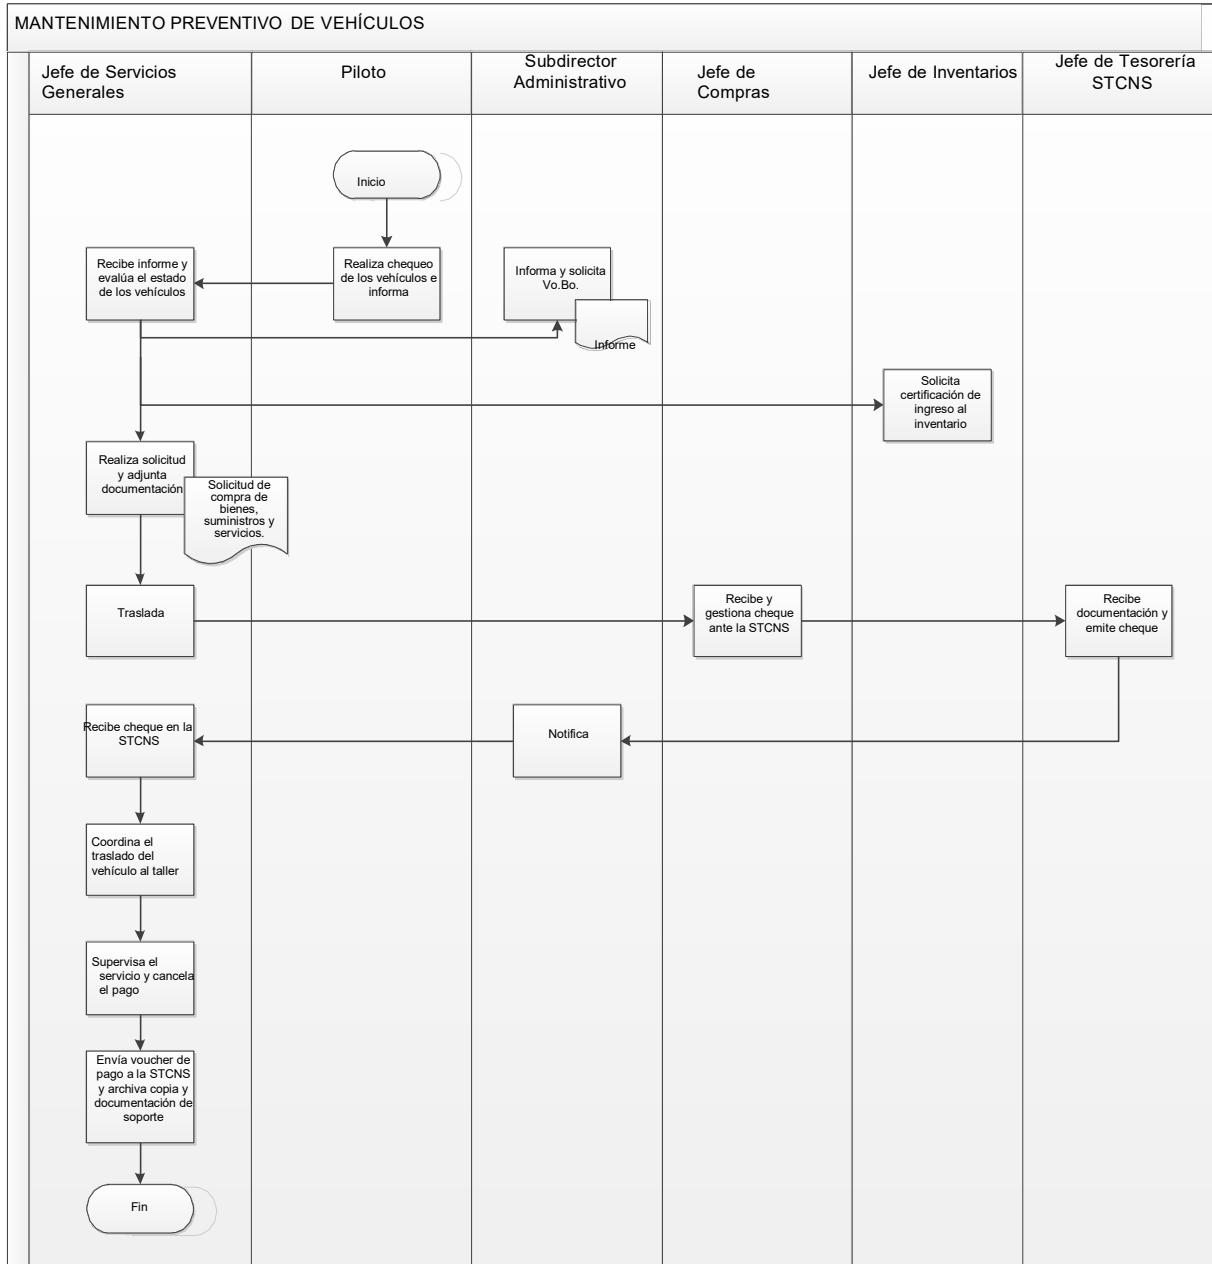 MANTENIMIENTO PREVENTIVO DE VEHÍCULOS
Jefe de Servicios
Generales
Piloto
Subdirector
Administrativo
Jefe de
Compras
Jefe de Inventarios
Jefe de Tesorería
STCNS
Inicio
Recibe informe y
evalúa el estado
de los vehículos
Realiza chequeo
de los vehículos e
informa
Informa y solicita
Vo.Bo.
Informe
Solicita
certificación de
ingreso al
inventario
Realiza solicitud
y adjunta
documentación
Solicitud de
compra de
bienes,
suministros y
servicios.
Traslada
Recibe y
gestiona cheque
ante la STCNS
Recibe
documentación y
emite cheque
Recibe cheque en la
STCNS
Notifica
Coordina el
traslado del
vehículo al taller
Supervisa el
servicio y cancela
el pago
Envía voucher de
pago a la STCNS
y archiva copia y
documentación de
soporte
Fin